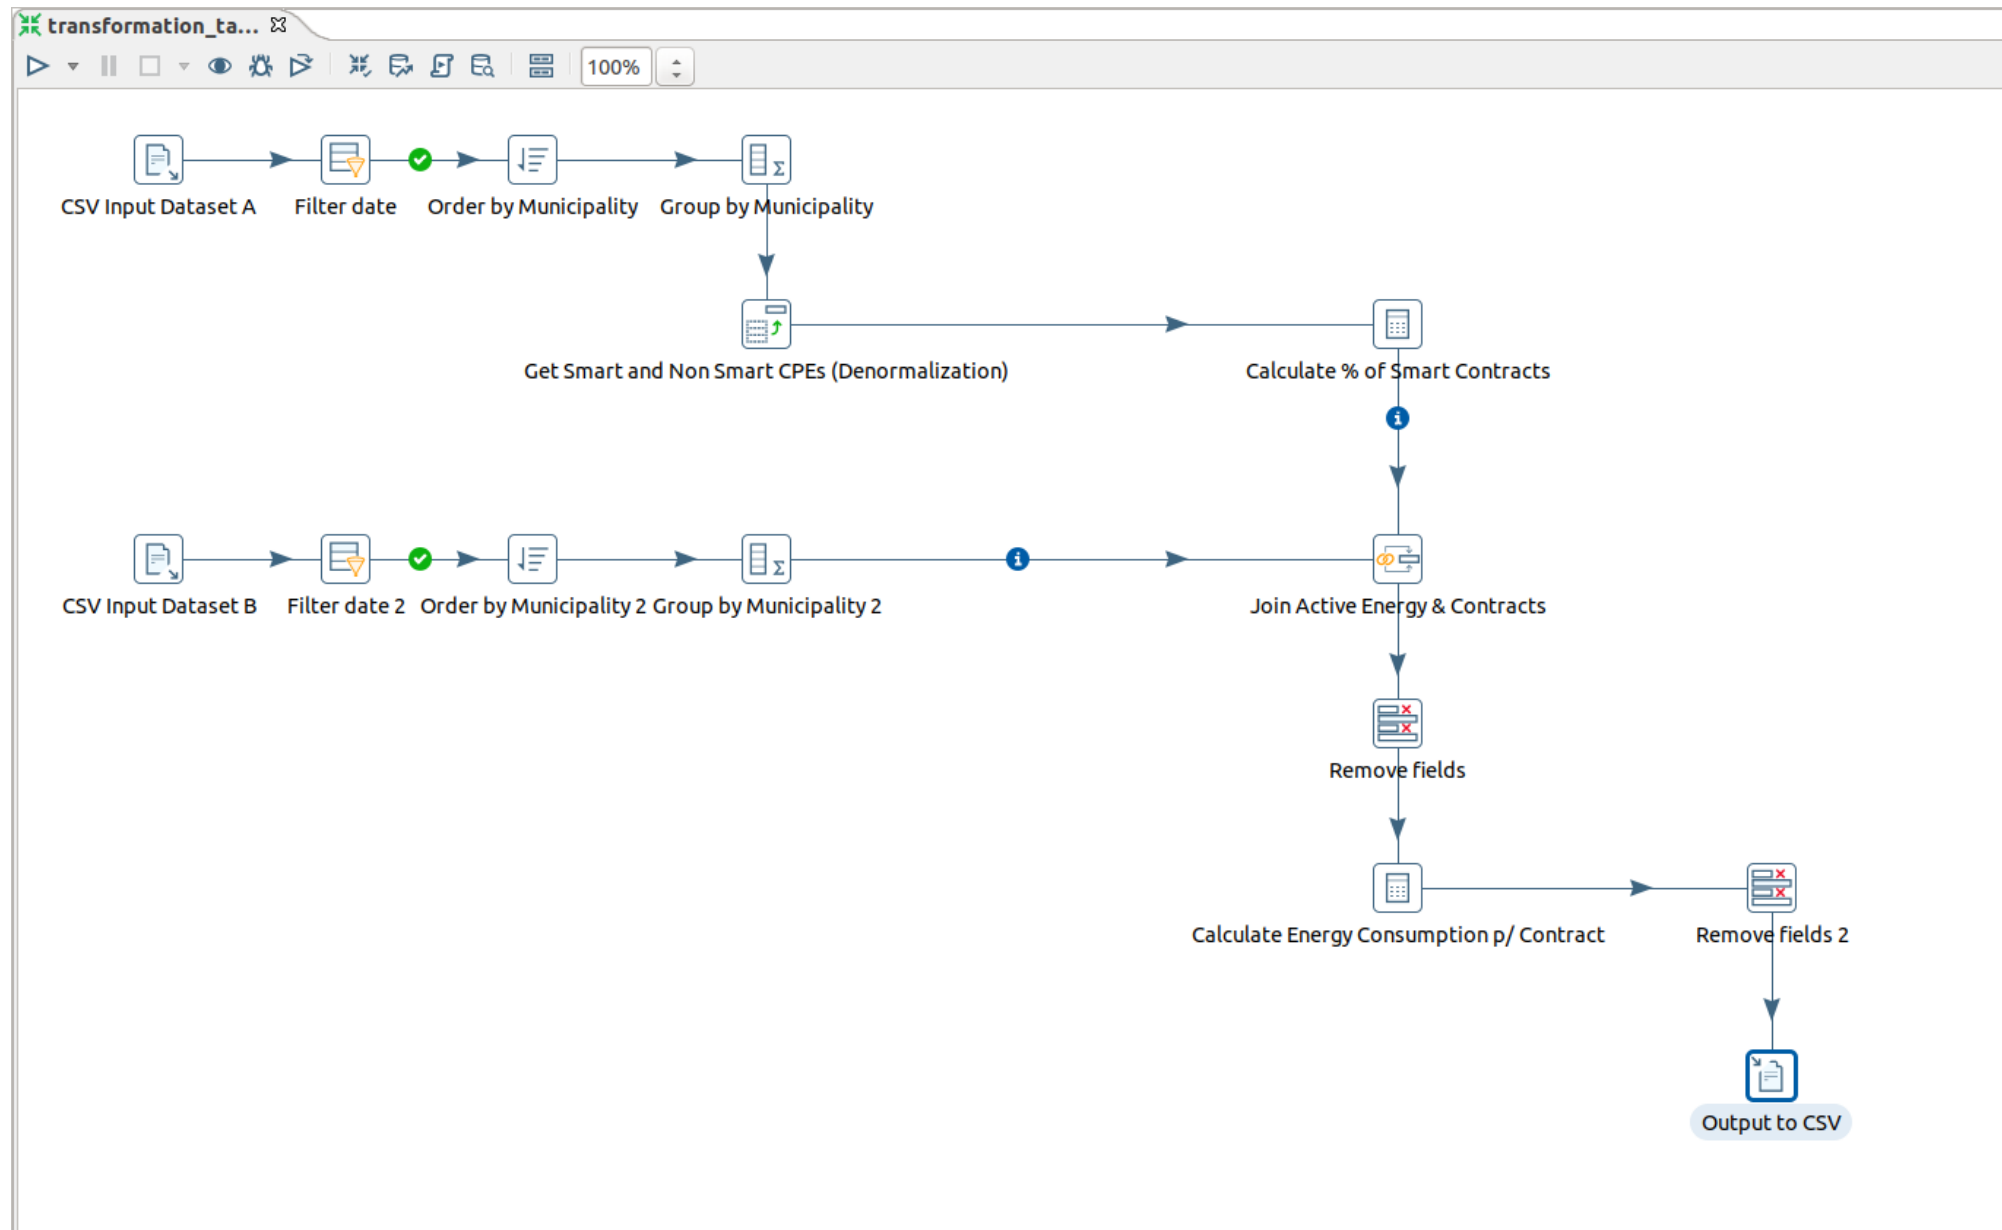 transformation_ta...
100%
CSV Input Dataset A
Filter date
Order by Municipality
Group by Municipality
Get Smart and Non Smart CPEs (Denormalization)
Calculate % of Smart Contracts
CSV Input Dataset B
Filter date 2
Order by Municipality 2
Group by Municipality 2
Join Active Energy & Contracts
Remove fields
Calculate Energy Consumption p/ Contract
Remove fields 2
Output to CSV